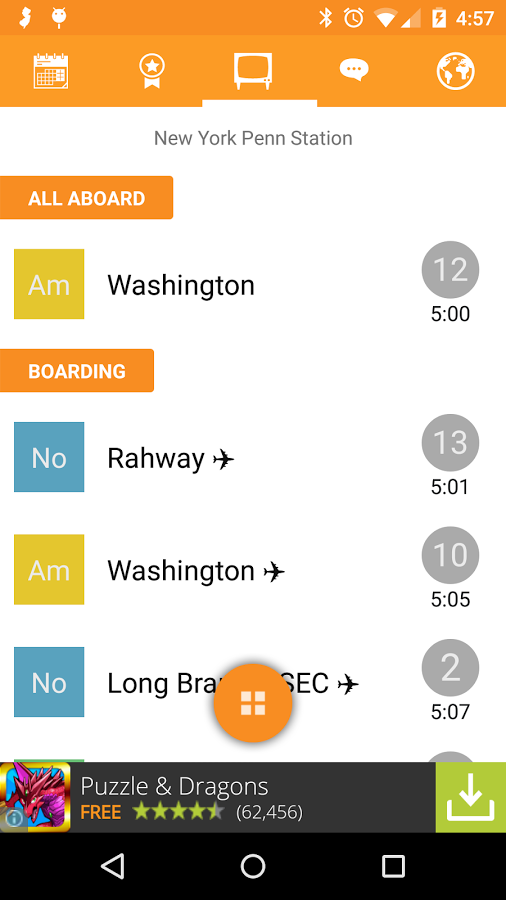 4:57
New York Penn Station
ALL ABOARD
Am Washington 12
5:00
BOARDING
No Rahway ✈ 13
5:01
Am Washington ✈ 10
5:05
No Long Bra SEC ✈ 2
5:07
Puzzle & Dragons
FREE (62,456)